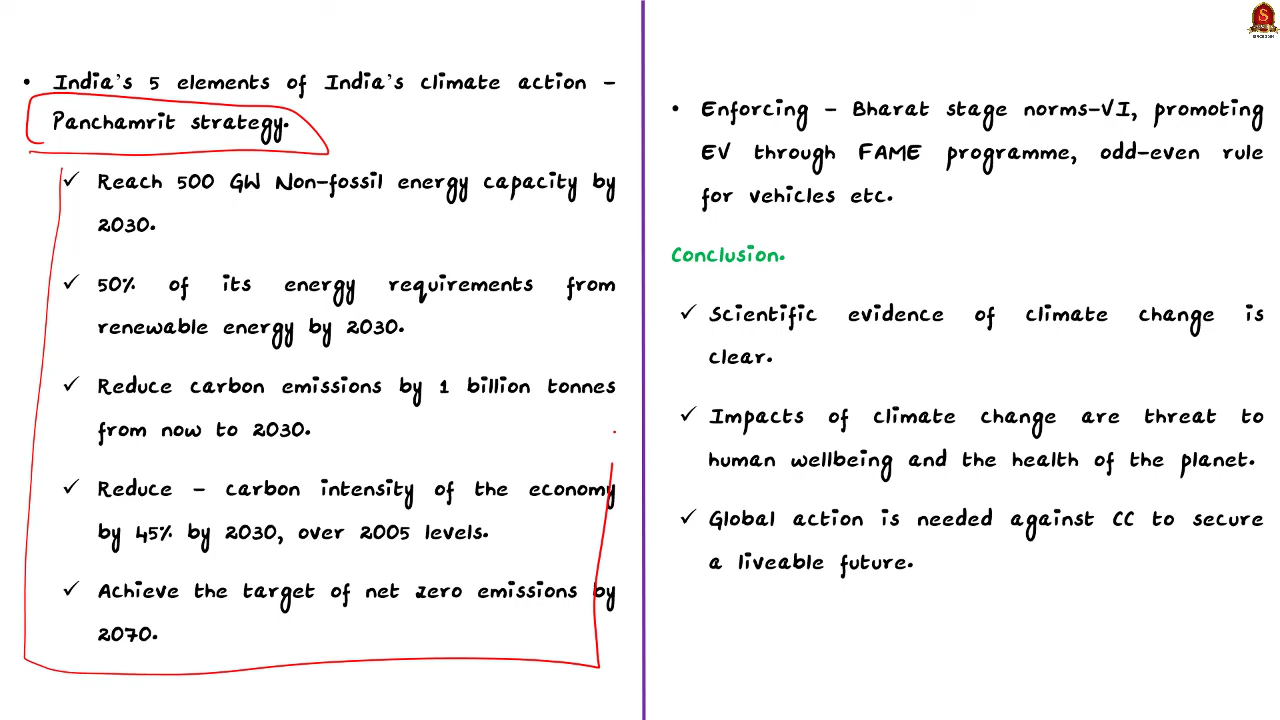 • India's 5 elements of India's climate action –
Panchamrit strategy.
✓ Reach 500 GW Non-fossil energy capacity by
2030.
✓ 50% of its energy requirements from
renewable energy by 2030.
✓ Reduce carbon emissions by 1 billion tonnes
from now to 2030.
✓ Reduce – carbon intensity of the economy
by 45% by 2030, over 2005 levels.
✓ Achieve the target of net zero emissions by
2070.
• Enforcing – Bharat stage norms-VI, promoting
EV through FAME programme, odd-even rule
for vehicles etc.
Conclusion.
✓ Scientific evidence of climate change is
clear.
✓ Impacts of climate change are threat to
human wellbeing and the health of the planet.
✓ Global action is needed against CC to secure
a liveable future.